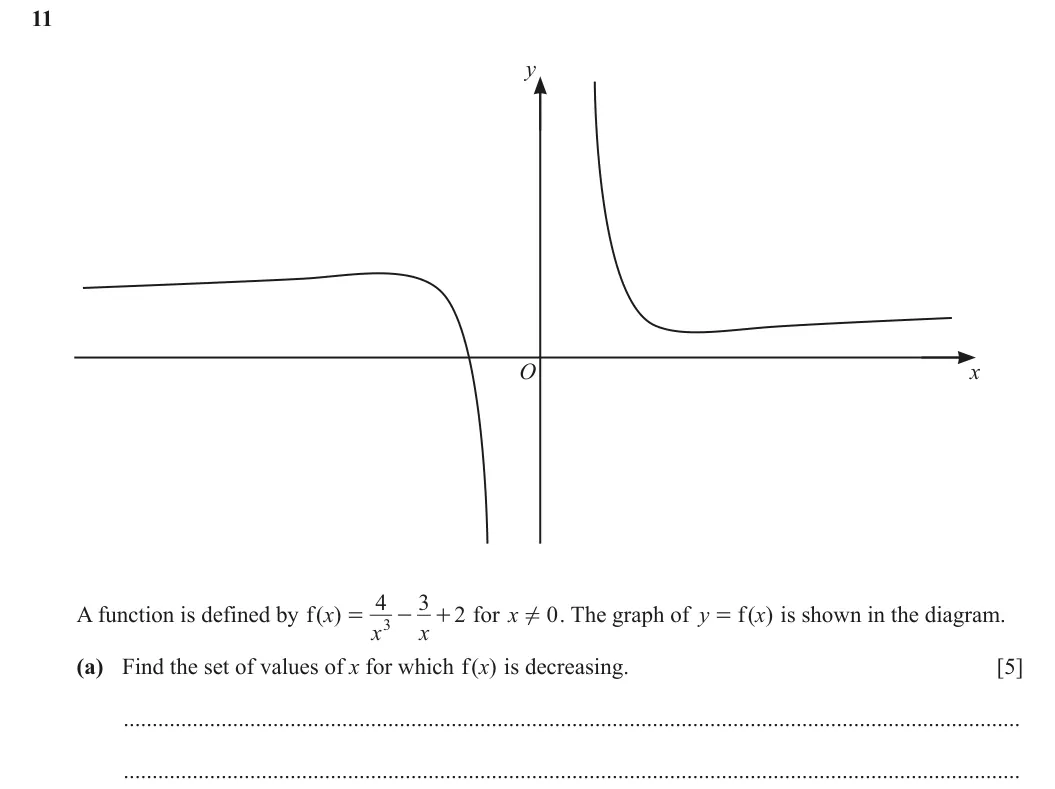 11
y
O
x
A function is defined by f(x) = 4/x³ − 3/x + 2 for x ≠ 0. The graph of y = f(x) is shown in the diagram.
(a) Find the set of values of x for which f(x) is decreasing. [5]